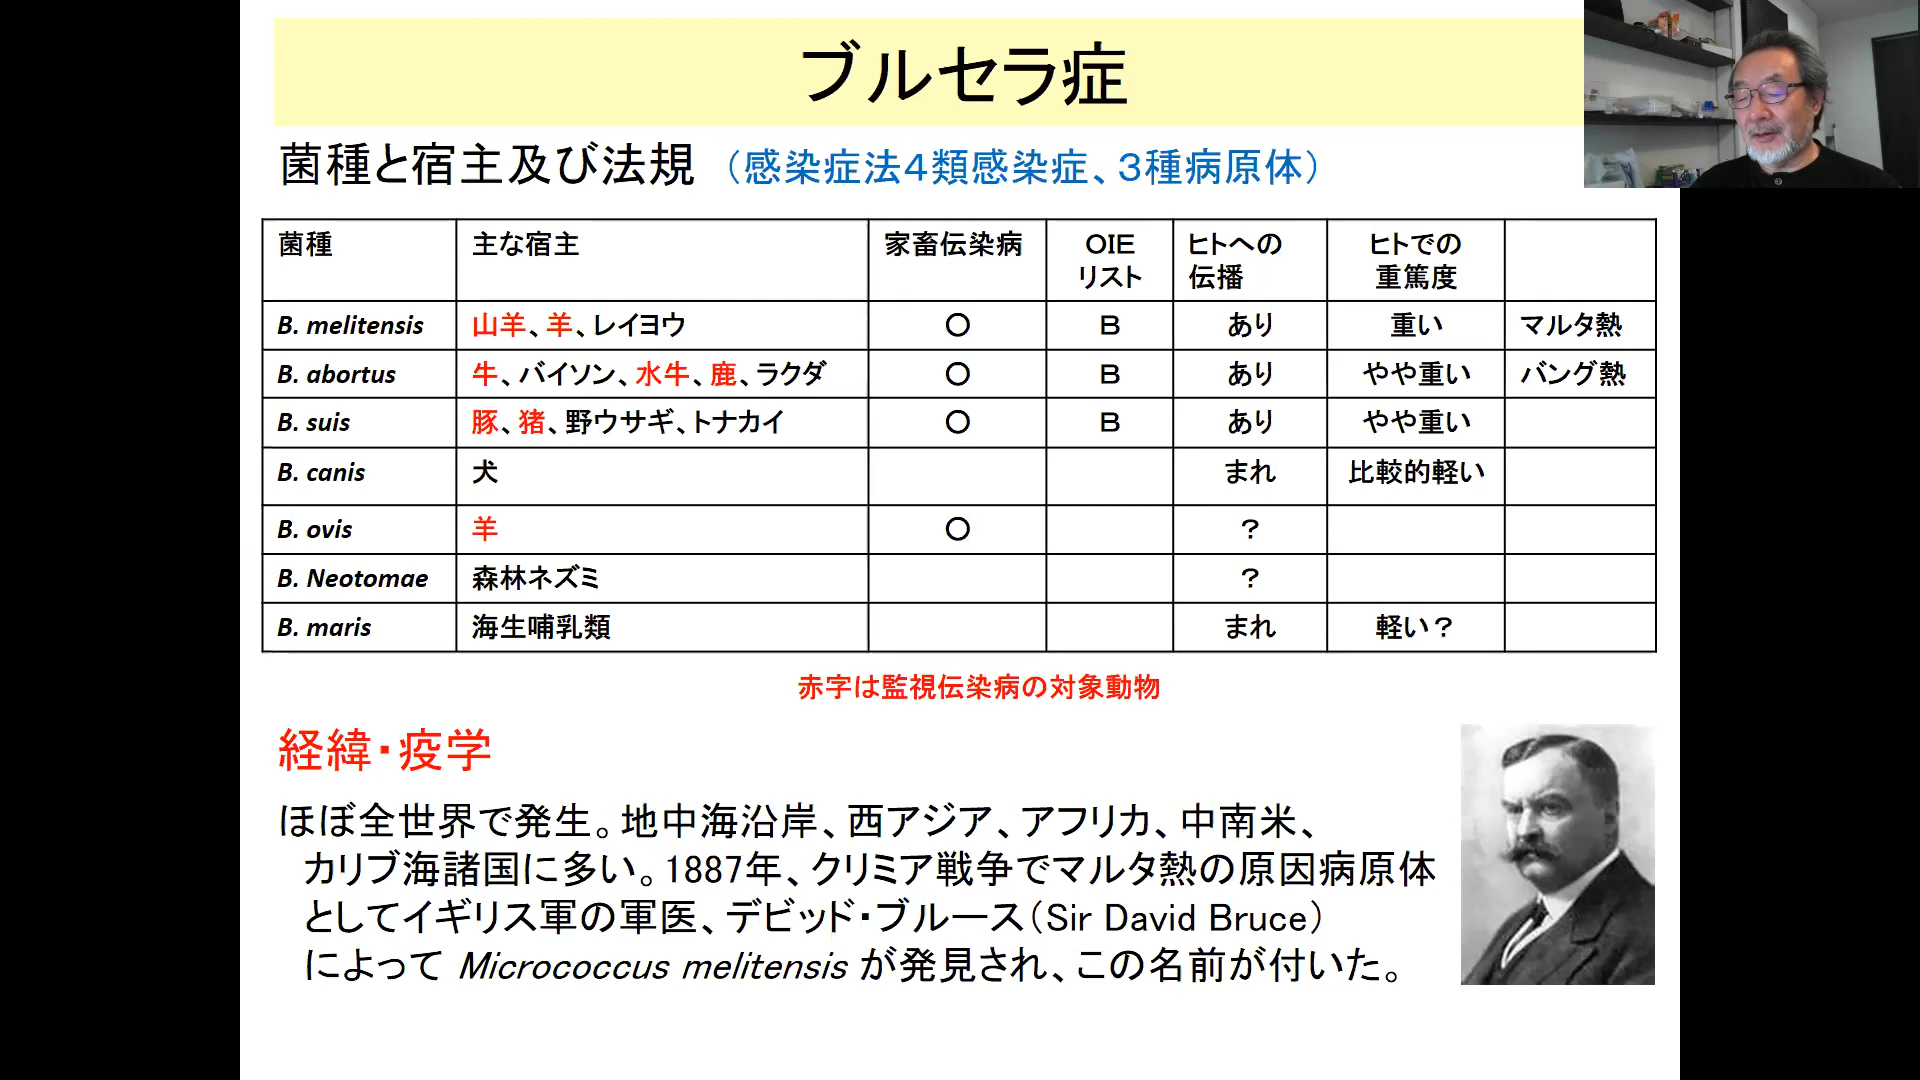 ブルセラ症
菌種と宿主及び法規 （感染症法４類感染症、３種病原体）
菌種 主な宿主 家畜伝染病 ＯＩＥ リスト ヒトへの 伝播 ヒトでの 重篤度
B. melitensis 山羊、羊、レイヨウ 〇 Ｂ あり 重い マルタ熱
B. abortus 牛、バイソン、水牛、鹿、ラクダ 〇 Ｂ あり やや重い バング熱
B. suis 豚、猪、野ウサギ、トナカイ 〇 Ｂ あり やや重い
B. canis 犬 まれ 比較的軽い
B. ovis 羊 〇 ？
B. Neotomae 森林ネズミ ？
B. maris 海生哺乳類 まれ 軽い？
赤字は監視伝染病の対象動物
経緯・疫学
ほぼ全世界で発生。地中海沿岸、西アジア、アフリカ、中南米、
カリブ海諸国に多い。1887年、クリミア戦争でマルタ熱の原因病原体
としてイギリス軍の軍医、デビッド・ブルース（Sir David Bruce）
によって Micrococcus melitensis が発見され、この名前が付いた。